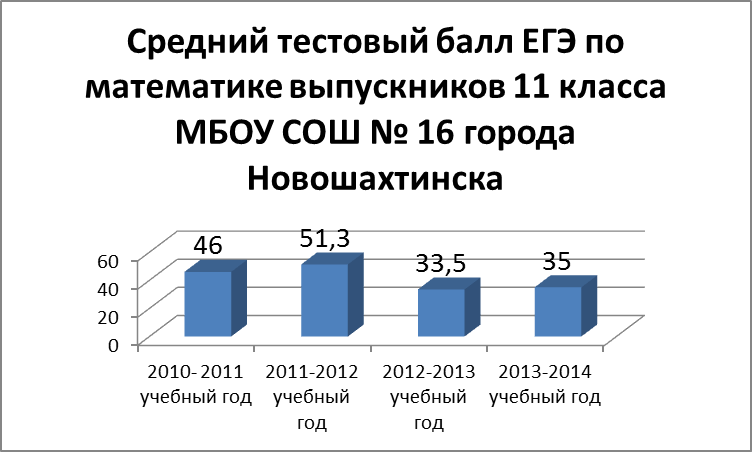 Средний тестовый балл ЕГЭ по
математике выпускников 11 класса
МБОУ СОШ № 16 города
Новошахтинска
46
51,3
33,5
35
60
40
20
0
2010- 2011
учебный год
2011-2012
учебный
год
2012-2013
учебный
год
2013-2014
учебный год